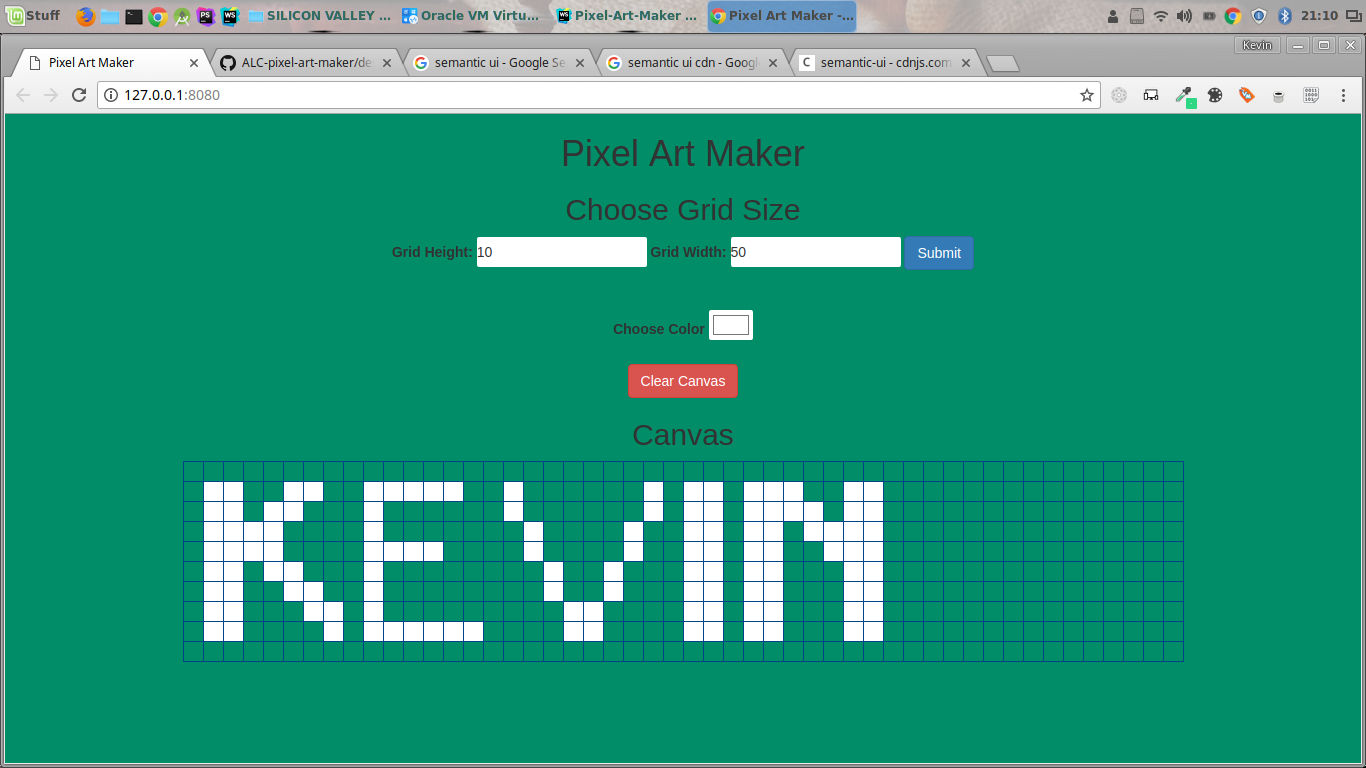 Stuff
SILICON VALLEY ...
Oracle VM Virtu...
Pixel-Art-Maker ...
Pixel Art Maker -...
21:10
Kevin
Pixel Art Maker
ALC-pixel-art-maker/de
semantic ui - Google Se
semantic ui cdn - Googl
semantic-ui - cdnjs.com
127.0.0.1:8080
Pixel Art Maker
Choose Grid Size
Grid Height: 10 Grid Width: 50 Submit
Choose Color
Clear Canvas
Canvas
KEVIN